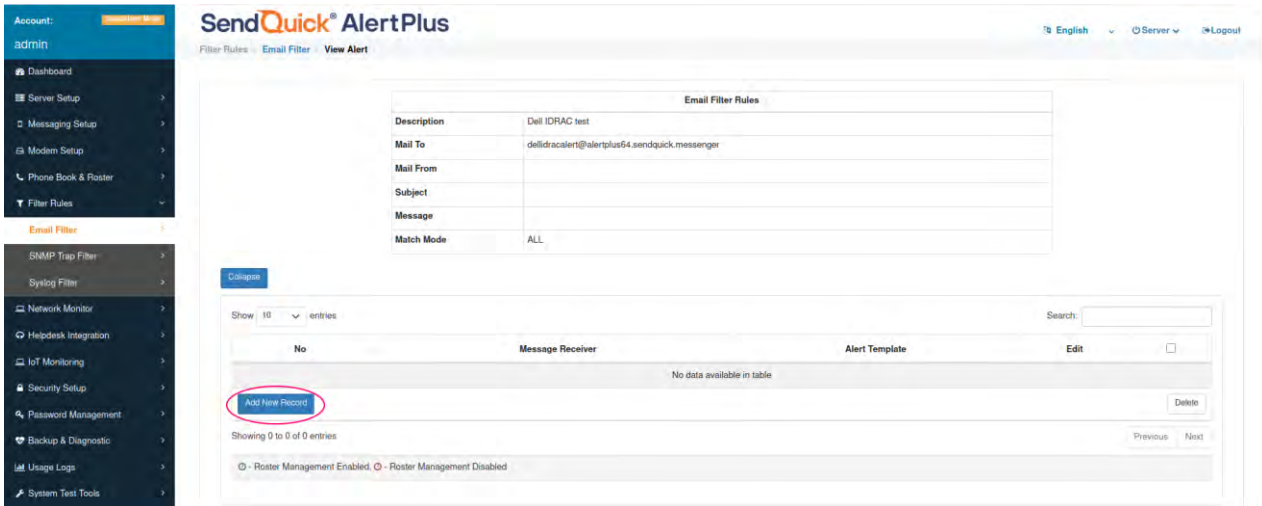 Account:
admin
Dashboard
Server Setup
Messaging Setup
Modem Setup
Phone Book & Roster
Filter Rules
Email Filter
SNMP Trap Filter
Syslog Filter
Network Monitor
Helpdesk Integration
IoT Monitoring
Security Setup
Password Management
Backup & Diagnostic
Usage Logs
System Test Tools
SendQuick® AlertPlus
English Server Logout
Filter Rules Email Filter View Alert
Email Filter Rules
Description Dell IDRAC test
Mail To dellidracalert@alertplus64.sendquick.messenger
Mail From
Subject
Message
Match Mode ALL
Collapse
Show 10 entries Search:
No Message Receiver Alert Template Edit
No data available in table
Add New Record Delete
Showing 0 to 0 of 0 entries Previous Next
- Roster Management Enabled, - Roster Management Disabled